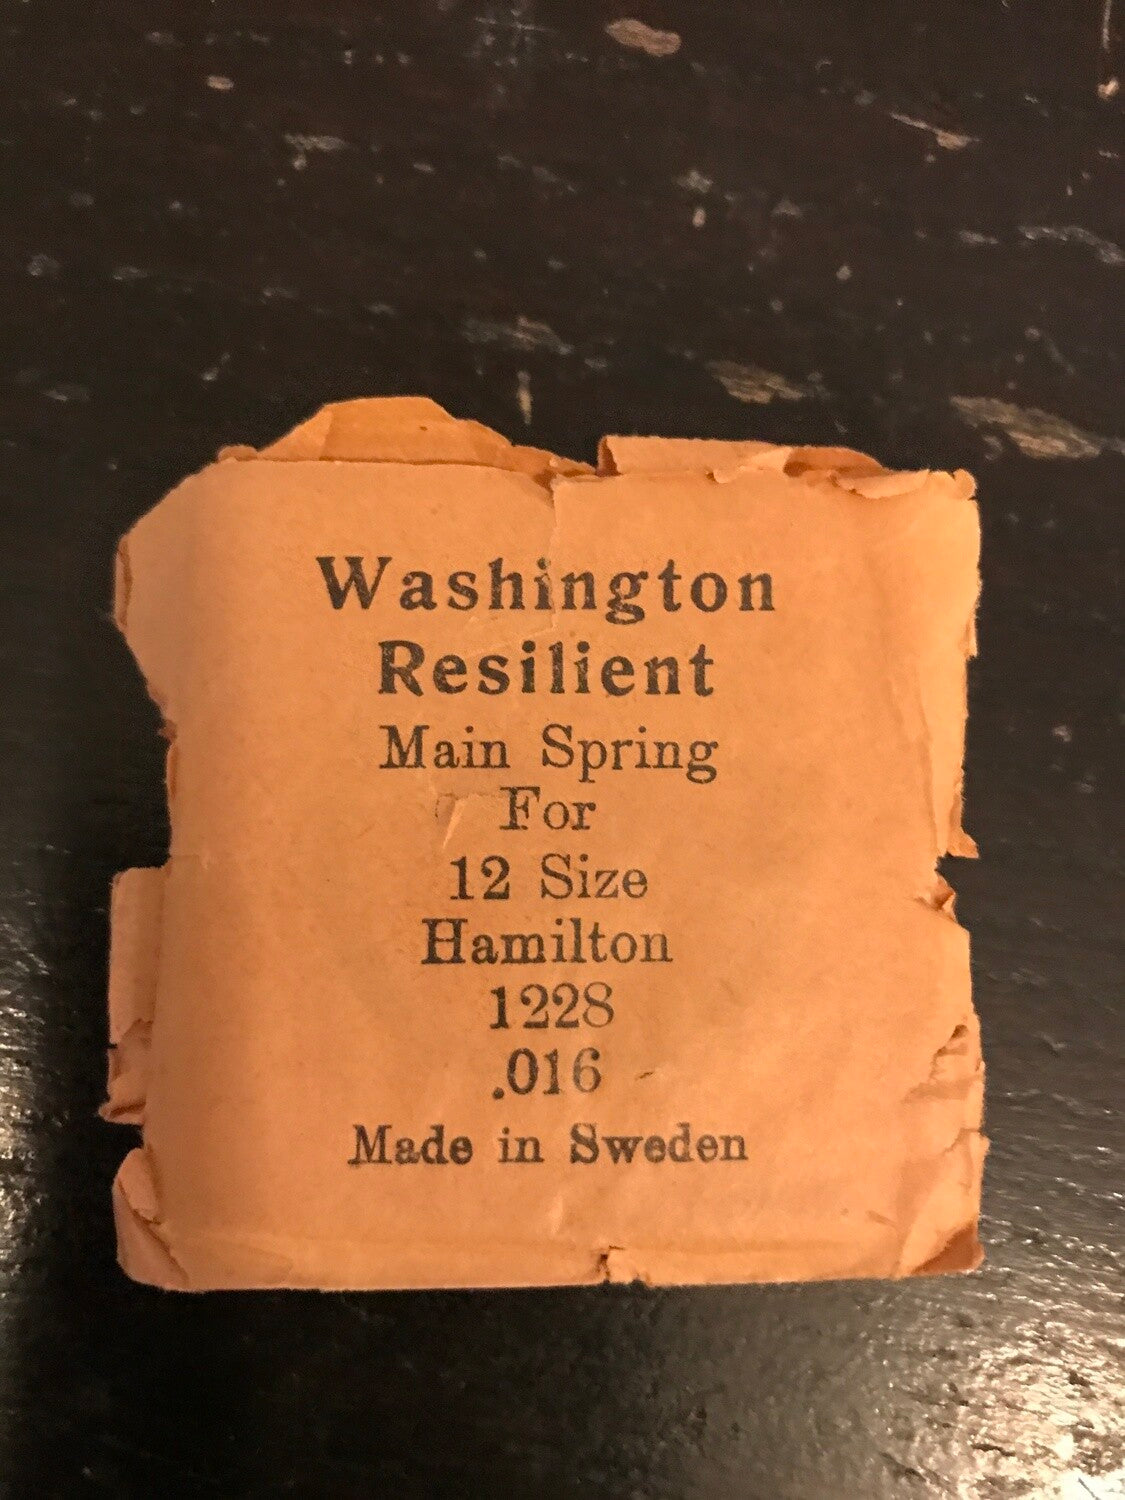 Washington
Resilient
Main Spring
For
12 Size
Hamilton
1228
.016
Made in Sweden